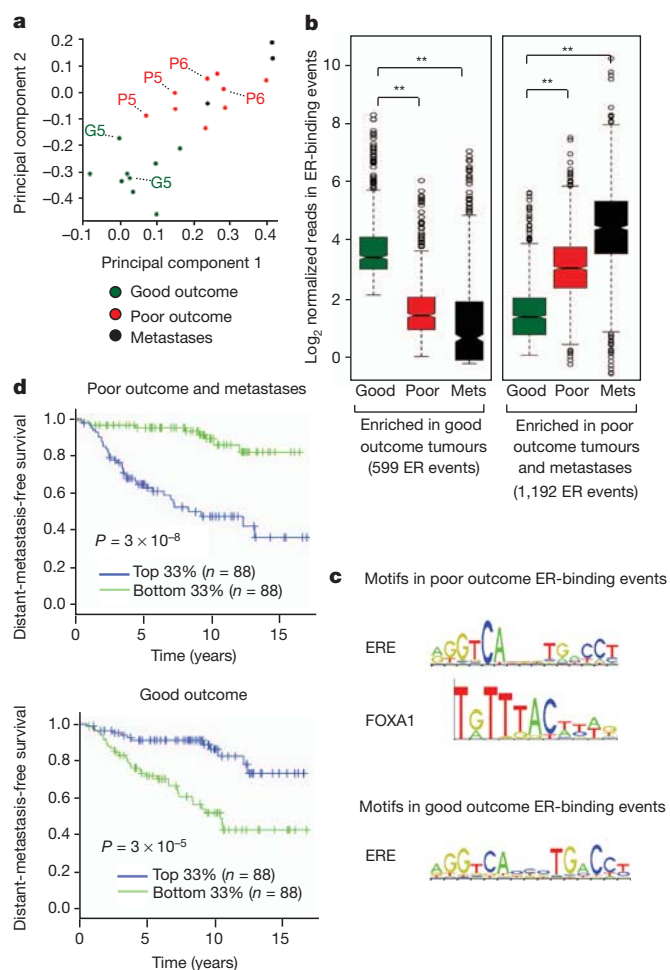 a
Principal component 2
0.2
0.1
0.0
−0.1
−0.2
−0.3
−0.4
P6
P5
P6
P5
G5
G5
−0.1 0.0 0.1 0.2 0.3 0.4
Principal component 1
Good outcome
Poor outcome
Metastases
b
Log2 normalized reads in ER-binding events
10
8
6
4
2
0
**
**
**
**
Good Poor Mets
Good Poor Mets
Enriched in good
outcome tumours
(599 ER events)
Enriched in poor
outcome tumours
and metastases
(1,192 ER events)
d
Poor outcome and metastases
Distant-metastasis-free survival
1.0
0.8
0.6
0.4
0.2
0.0
P = 3 × 10−8
Top 33% (n = 88)
Bottom 33% (n = 88)
0 5 10 15
Time (years)
Good outcome
Distant-metastasis-free survival
1.0
0.8
0.6
0.4
0.2
0.0
P = 3 × 10−5
Top 33% (n = 88)
Bottom 33% (n = 88)
0 5 10 15
Time (years)
c
Motifs in poor outcome ER-binding events
ERE
FOXA1
Motifs in good outcome ER-binding events
ERE